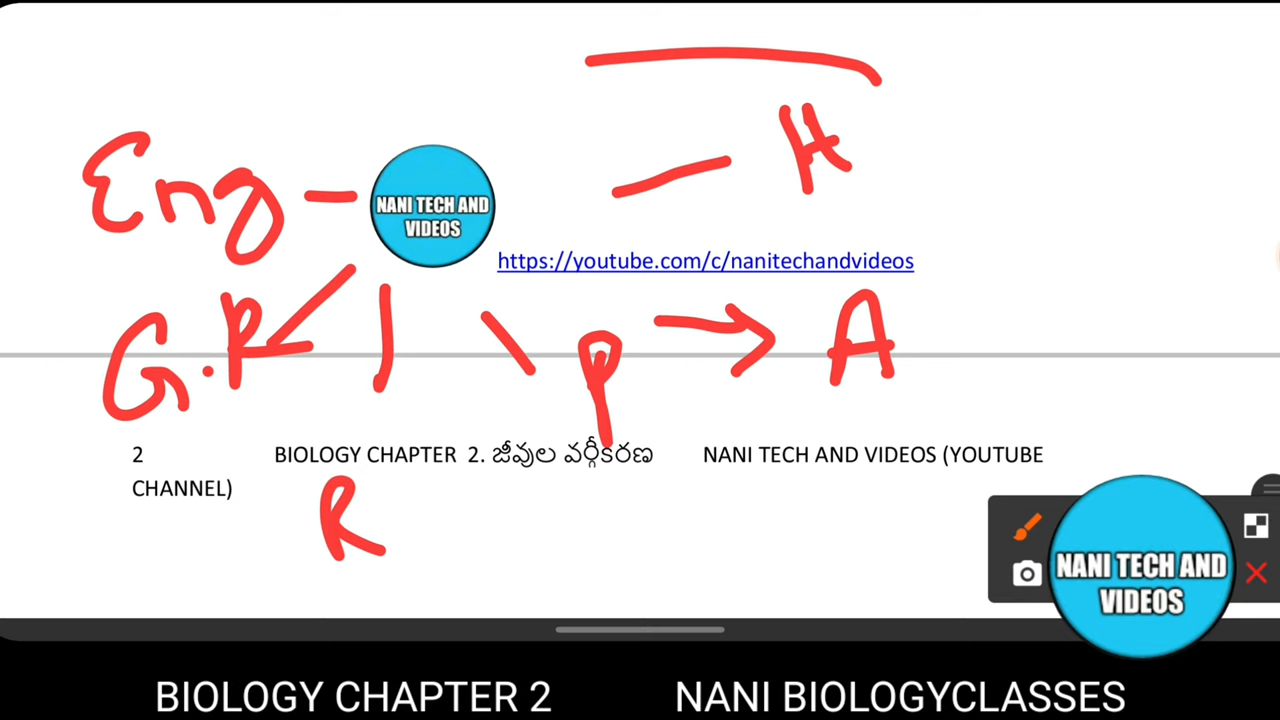 Eng - — H
NANI TECH AND
VIDEOS
https://youtube.com/c/nanitechandvideos
G.P P → A
2 BIOLOGY CHAPTER 2. జీవుల వర్గీకరణ NANI TECH AND VIDEOS (YOUTUBE
CHANNEL)
R
NANI TECH AND
VIDEOS
BIOLOGY CHAPTER 2 NANI BIOLOGYCLASSES